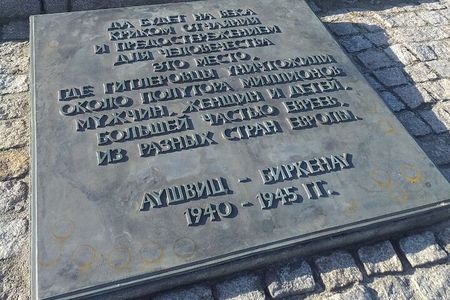 ДА БУДЕТ НА ВЕКА
КРИКОМ ОТЧАЯНИЯ
И ПРЕДОСТЕРЕЖЕНИЕМ
ДЛЯ ЧЕЛОВЕЧЕСТВА
ЭТО МЕСТО,
ГДЕ ГИТЛЕРОВЦЫ УНИЧТОЖИЛИ
ОКОЛО ПОЛУТОРА МИЛЛИОНОВ
МУЖЧИН, ЖЕНЩИН И ДЕТЕЙ,
БОЛЬШЕЙ ЧАСТЬЮ ЕВРЕЕВ,
ИЗ РАЗНЫХ СТРАН ЕВРОПЫ.
АУШВИЦ - БИРКЕНАУ
1940 - 1945 ГГ.